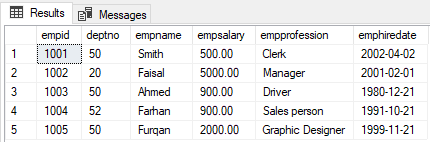 Results Messages
empid deptno empname empsalary empprofession emphiredate
1 1001 50 Smith 500.00 Clerk 2002-04-02
2 1002 20 Faisal 5000.00 Manager 2001-02-01
3 1003 50 Ahmed 900.00 Driver 1980-12-21
4 1004 52 Farhan 900.00 Sales person 1991-10-21
5 1005 50 Furqan 2000.00 Graphic Designer 1999-11-21